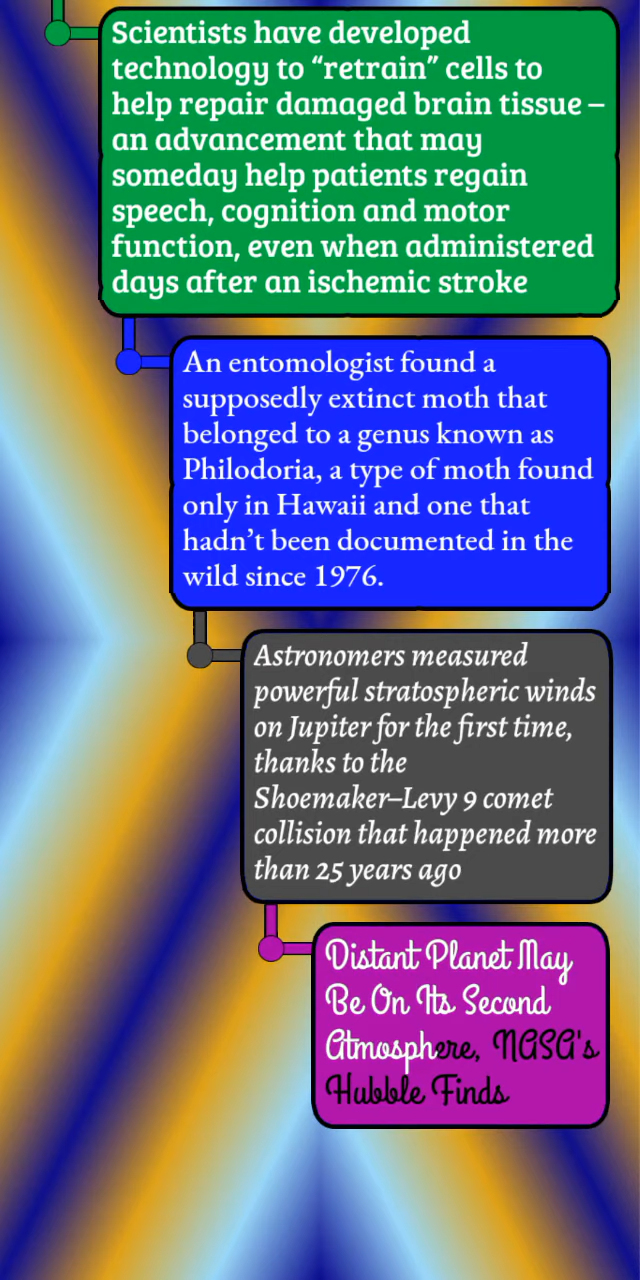 Scientists have developed
technology to “retrain” cells to
help repair damaged brain tissue –
an advancement that may
someday help patients regain
speech, cognition and motor
function, even when administered
days after an ischemic stroke
An entomologist found a
supposedly extinct moth that
belonged to a genus known as
Philodoria, a type of moth found
only in Hawaii and one that
hadn’t been documented in the
wild since 1976.
Astronomers measured
powerful stratospheric winds
on Jupiter for the first time,
thanks to the
Shoemaker–Levy 9 comet
collision that happened more
than 25 years ago
Distant Planet May
Be On Its Second
Atmosphere, NASA's
Hubble Finds